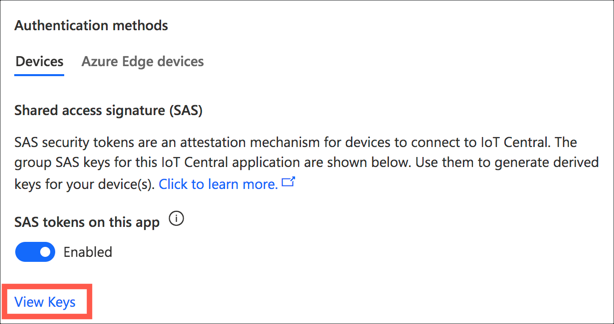 Authentication methods
Devices Azure Edge devices
Shared access signature (SAS)
SAS security tokens are an attestation mechanism for devices to connect to IoT Central. The
group SAS keys for this IoT Central application are shown below. Use them to generate derived
keys for your device(s). Click to learn more.
SAS tokens on this app
Enabled
View Keys